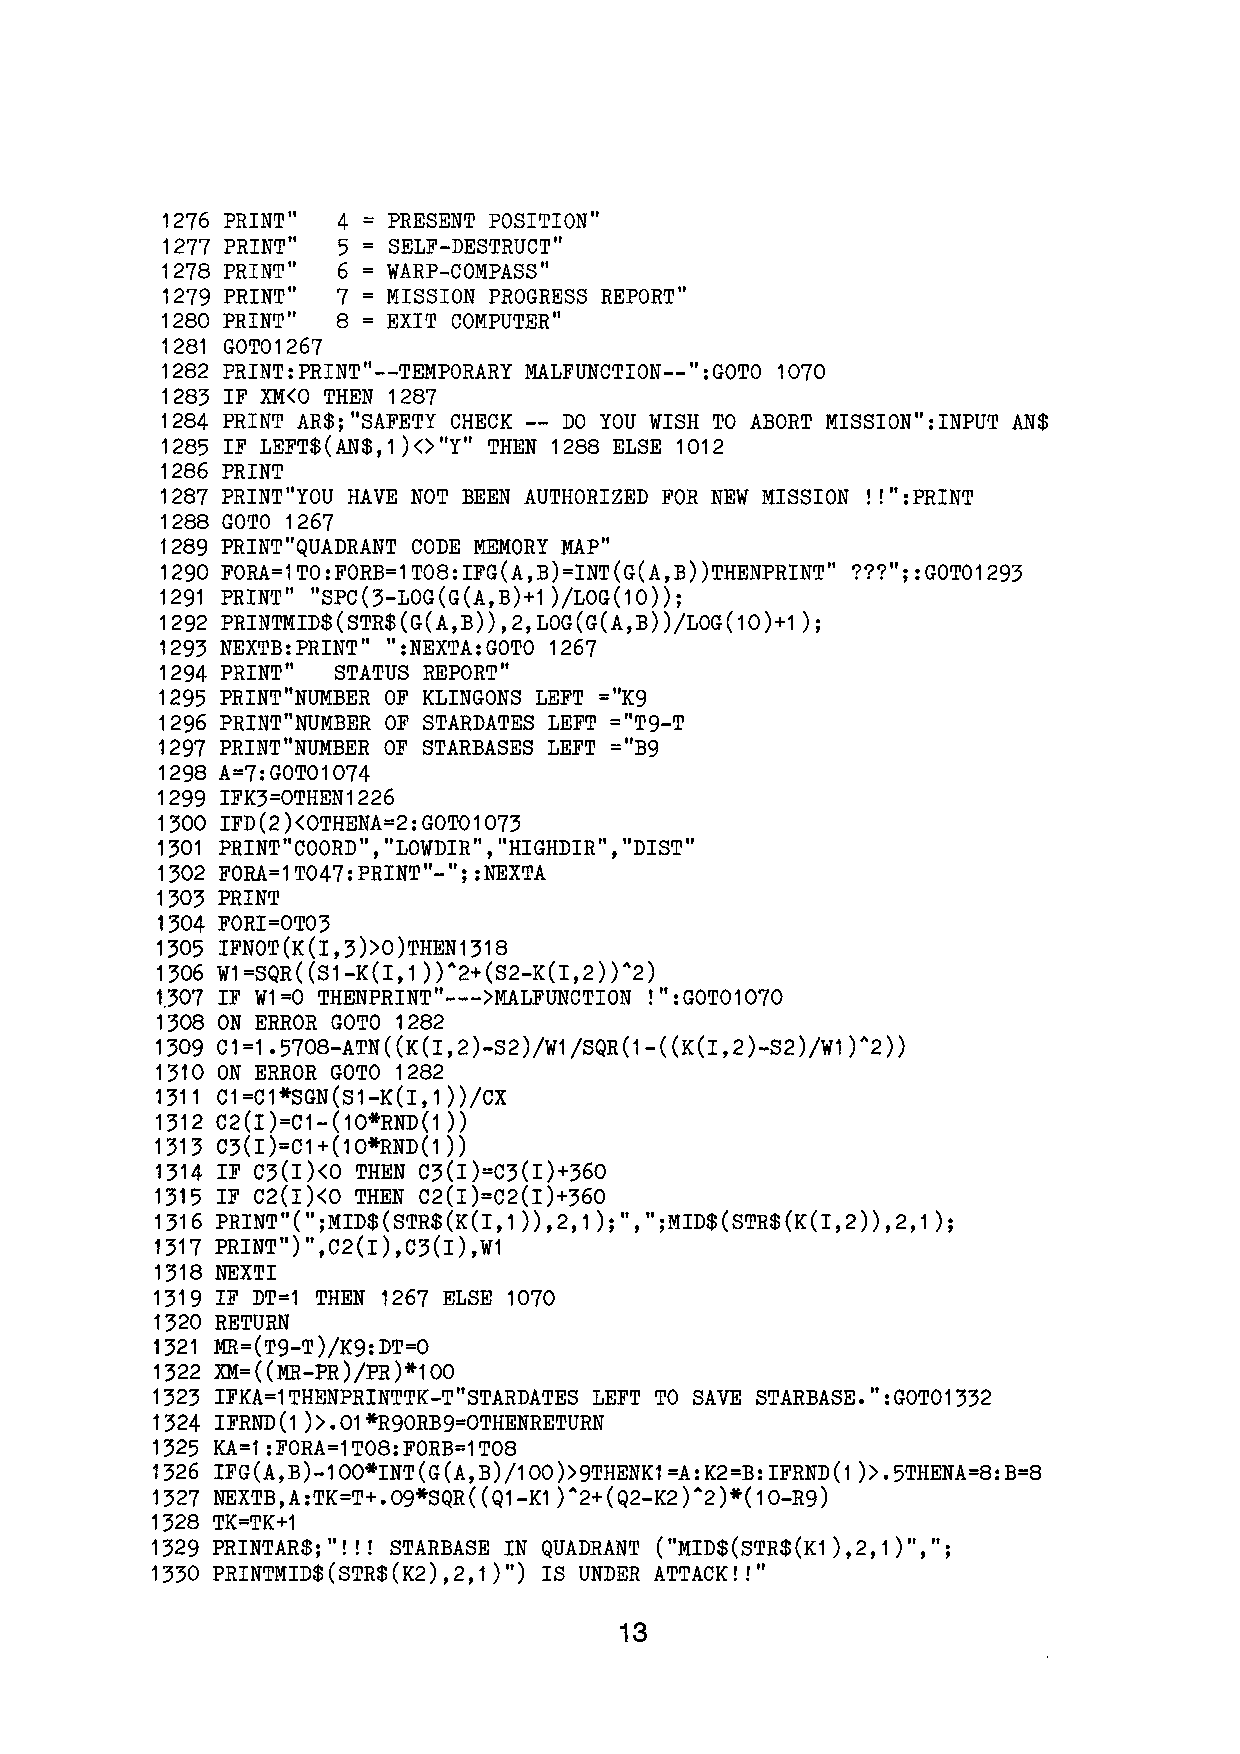 1276 PRINT"   4 = PRESENT POSITION"
1277 PRINT"   5 = SELF-DESTRUCT"
1278 PRINT"   6 = WARP-COMPASS"
1279 PRINT"   7 = MISSION PROGRESS REPORT"
1280 PRINT"   8 = EXIT COMPUTER"
1281 GOTO1267
1282 PRINT:PRINT"--TEMPORARY MALFUNCTION--":GOTO 1070
1283 IF XM<0 THEN 1287
1284 PRINT AR$;"SAFETY CHECK -- DO YOU WISH TO ABORT MISSION":INPUT AN$
1285 IF LEFT$(AN$,1)<>"Y" THEN 1288 ELSE 1012
1286 PRINT
1287 PRINT"YOU HAVE NOT BEEN AUTHORIZED FOR NEW MISSION !!":PRINT
1288 GOTO 1267
1289 PRINT"QUADRANT CODE MEMORY MAP"
1290 FORA=1TO:FORB=1TO8:IFG(A,B)=INT(G(A,B))THENPRINT" ???";:GOTO1293
1291 PRINT" "SPC(3-LOG(G(A,B)+1)/LOG(10));
1292 PRINTMID$(STR$(G(A,B)),2,LOG(G(A,B))/LOG(10)+1);
1293 NEXTB:PRINT" ":NEXTA:GOTO 1267
1294 PRINT"   STATUS REPORT"
1295 PRINT"NUMBER OF KLINGONS LEFT ="K9
1296 PRINT"NUMBER OF STARDATES LEFT ="T9-T
1297 PRINT"NUMBER OF STARBASES LEFT ="B9
1298 A=7:GOTO1074
1299 IFK3=0THEN1226
1300 IFD(2)<0THENA=2:GOTO1073
1301 PRINT"COORD","LOWDIR","HIGHDIR","DIST"
1302 FORA=1TO47:PRINT"-";:NEXTA
1303 PRINT
1304 FORI=0TO3
1305 IFNOT(K(I,3)>0)THEN1318
1306 W1=SQR((S1-K(I,1))^2+(S2-K(I,2))^2)
1307 IF W1=0 THENPRINT"--->MALFUNCTION !":GOTO1070
1308 ON ERROR GOTO 1282
1309 C1=1.5708-ATN((K(I,2)-S2)/W1/SQR(1-((K(I,2)-S2)/W1)^2))
1310 ON ERROR GOTO 1282
1311 C1=C1*SGN(S1-K(I,1))/CX
1312 C2(I)=C1-(10*RND(1))
1313 C3(I)=C1+(10*RND(1))
1314 IF C3(I)<0 THEN C3(I)=C3(I)+360
1315 IF C2(I)<0 THEN C2(I)=C2(I)+360
1316 PRINT"(";MID$(STR$(K(I,1)),2,1);",";MID$(STR$(K(I,2)),2,1);
1317 PRINT")",C2(I),C3(I),W1
1318 NEXTI
1319 IF DT=1 THEN 1267 ELSE 1070
1320 RETURN
1321 MR=(T9-T)/K9:DT=0
1322 XM=((MR-PR)/PR)*100
1323 IFKA=1THENPRINTTK-T"STARDATES LEFT TO SAVE STARBASE.":GOTO1332
1324 IFRND(1)>.01*R9ORB9=0THENRETURN
1325 KA=1:FORA=1TO8:FORB=1TO8
1326 IFG(A,B)-100*INT(G(A,B)/100)>9THENK1=A:K2=B:IFRND(1)>.5THENA=8:B=8
1327 NEXTB,A:TK=T+.09*SQR((Q1-K1)^2+(Q2-K2)^2)*(10-R9)
1328 TK=TK+1
1329 PRINTAR$;"!!! STARBASE IN QUADRANT ("MID$(STR$(K1),2,1)",";
1330 PRINTMID$(STR$(K2),2,1)") IS UNDER ATTACK!!"
13